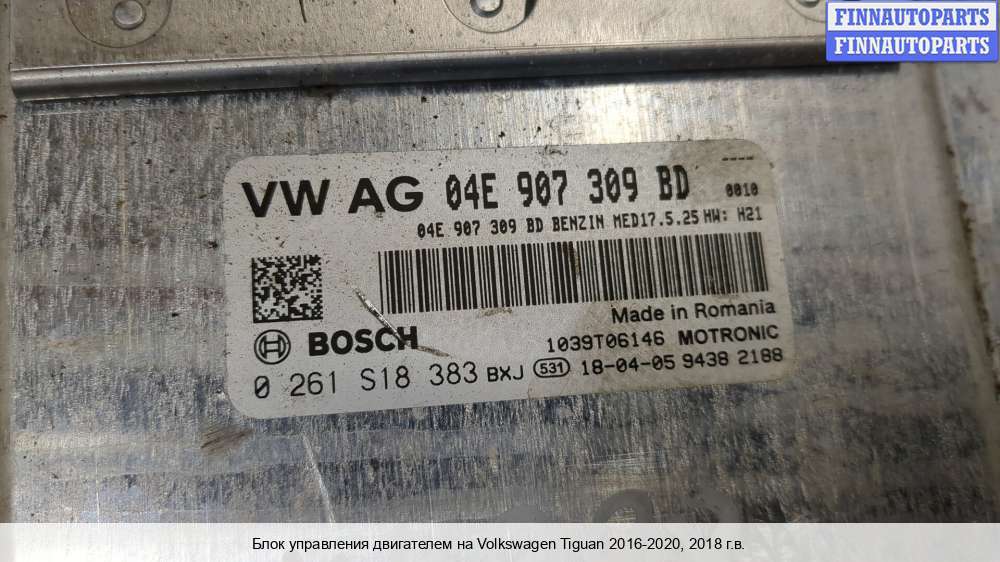 FINNAUTOPARTS
FINNAUTOPARTS
----
VW AG 04E 907 309 BD 0010
04E 907 309 BD BENZIN MED17.5.25 HW: H21
Made in Romania
BOSCH 1039T06146 MOTRONIC
0 261 S18 383 BXJ 531 18-04-05 9438 2188
Блок управления двигателем на Volkswagen Tiguan 2016-2020, 2018 г.в.